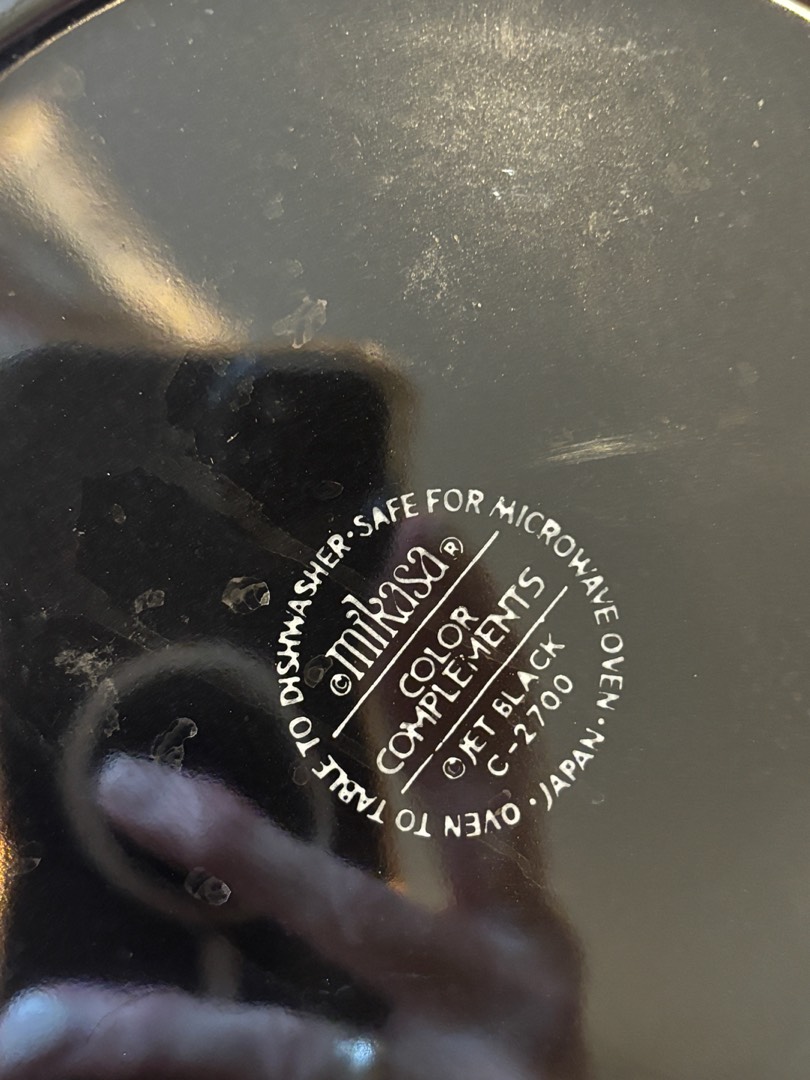 SAFE FOR MICROWAVE OVEN · JAPAN · OVEN TO TABLE TO DISHWASHER ·
© mikasa ®
COLOR
COMPLEMENTS
© JET BLACK
C-2700